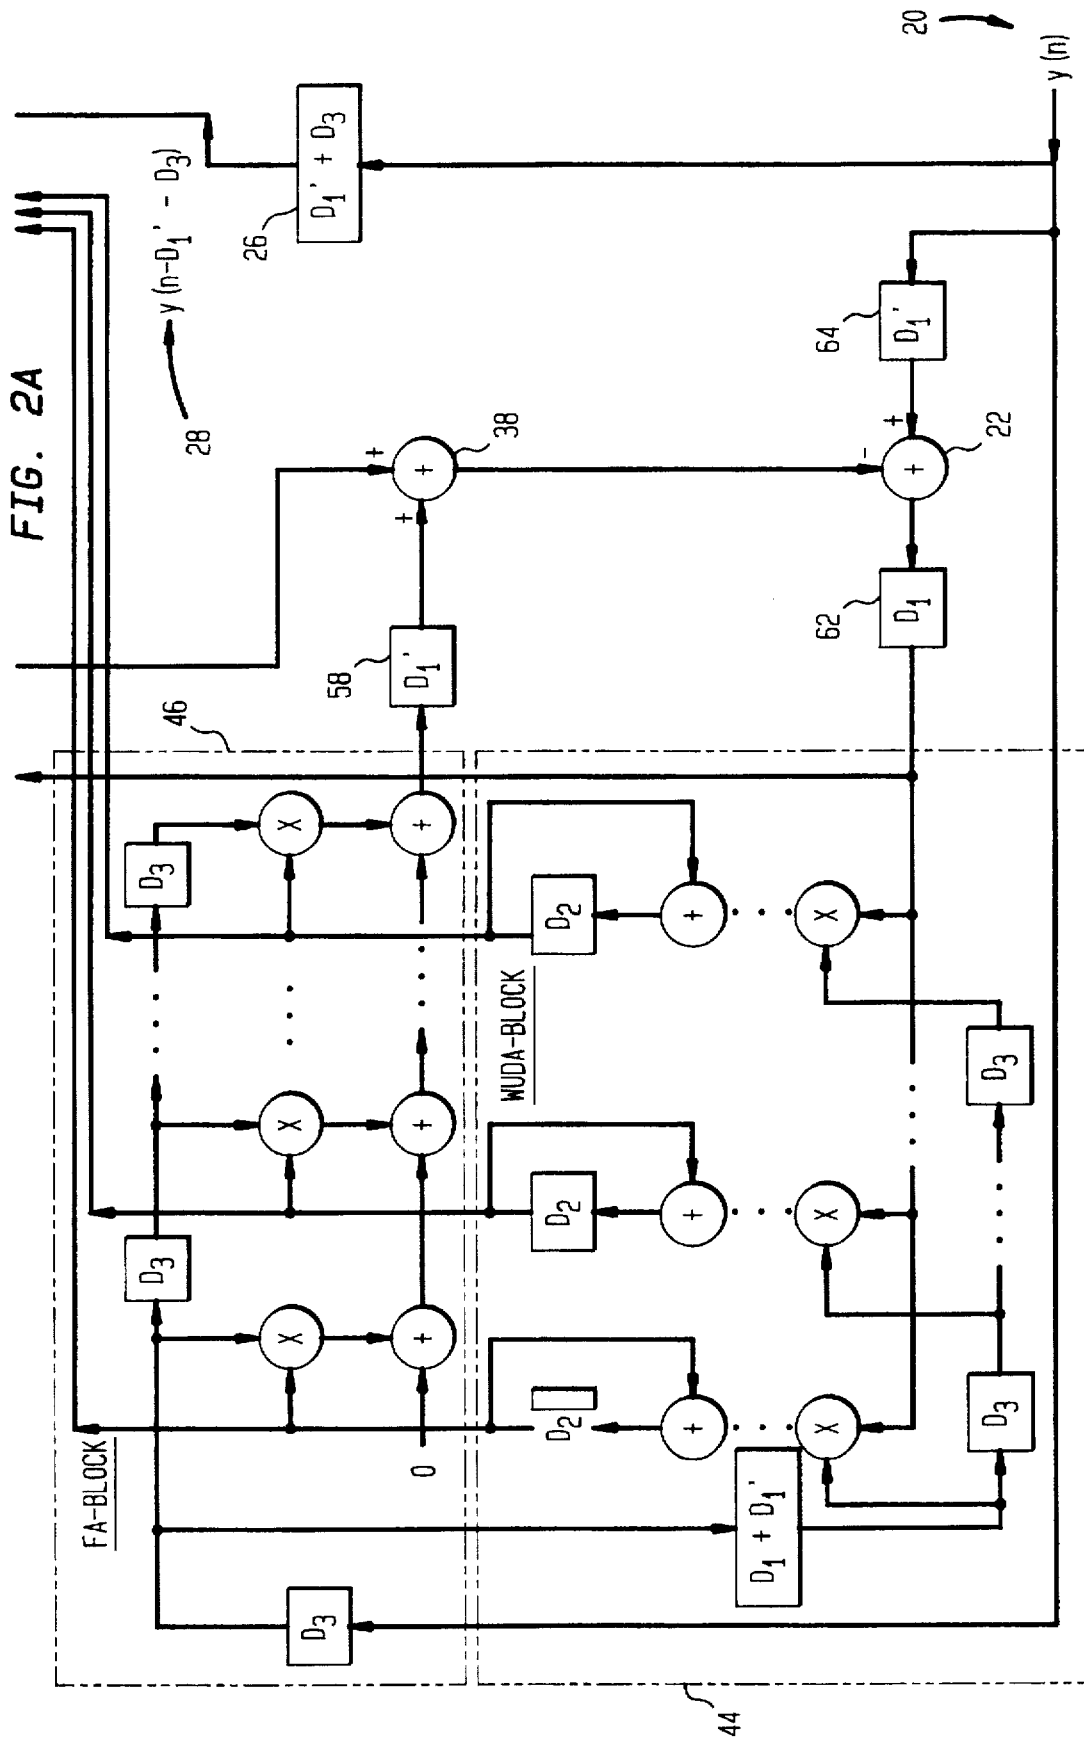 FIG. 2A
20
y (n)
28
y (n-D1' - D3)
26
D1' + D3
64
D1'
+
+
22
-
+
38
+
+
62
D1
58
D1'
46
FA-BLOCK
D3
D3
D3
X
X
X
+
+
+
0
WUDA-BLOCK
D2
D2
D2
+
+
+
X
X
X
D1 + D1'
D3
D3
44